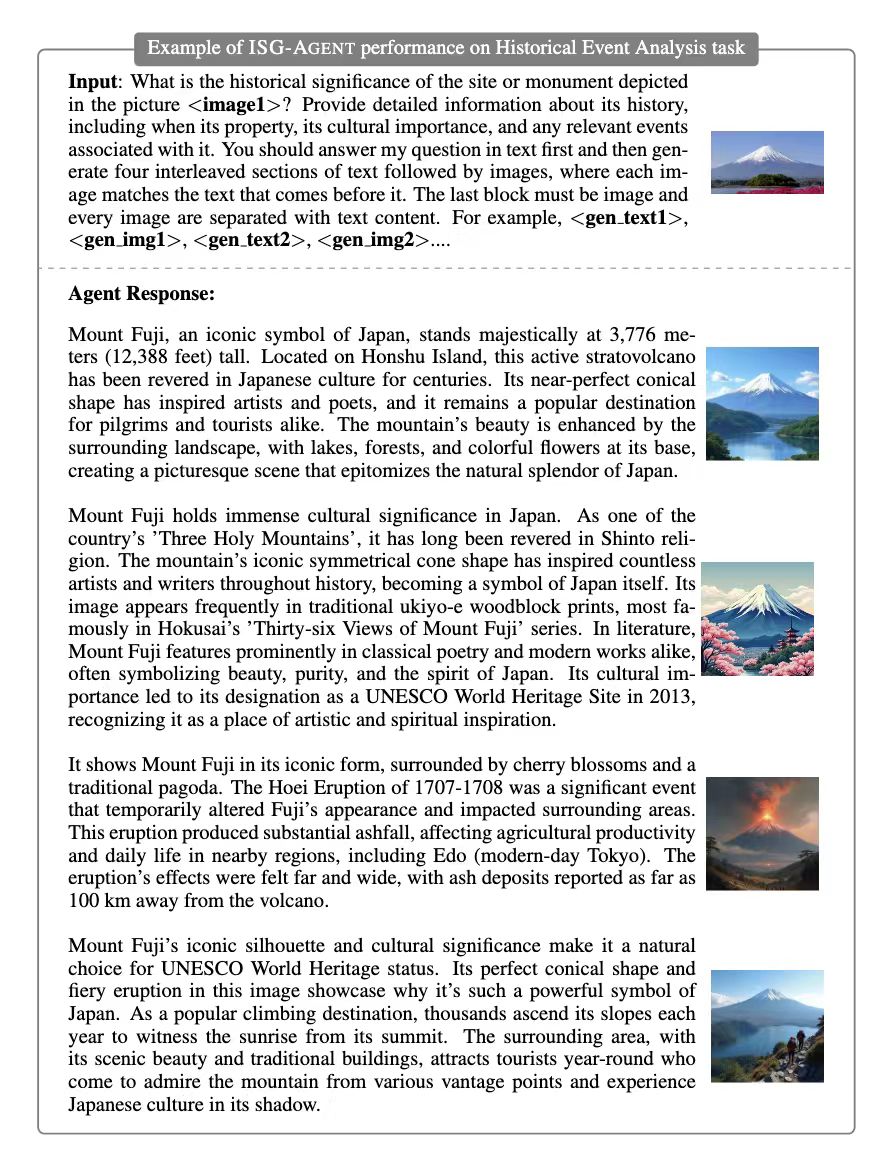 Example of ISG-AGENT performance on Historical Event Analysis task
Input: What is the historical significance of the site or monument depicted
in the picture <image1>? Provide detailed information about its history,
including when its property, its cultural importance, and any relevant events
associated with it. You should answer my question in text first and then gen-
erate four interleaved sections of text followed by images, where each im-
age matches the text that comes before it. The last block must be image and
every image are separated with text content. For example, <gen_text1>,
<gen_img1>, <gen_text2>, <gen_img2>....
Agent Response:
Mount Fuji, an iconic symbol of Japan, stands majestically at 3,776 me-
ters (12,388 feet) tall. Located on Honshu Island, this active stratovolcano
has been revered in Japanese culture for centuries. Its near-perfect conical
shape has inspired artists and poets, and it remains a popular destination
for pilgrims and tourists alike. The mountain's beauty is enhanced by the
surrounding landscape, with lakes, forests, and colorful flowers at its base,
creating a picturesque scene that epitomizes the natural splendor of Japan.
Mount Fuji holds immense cultural significance in Japan. As one of the
country's 'Three Holy Mountains', it has long been revered in Shinto reli-
gion. The mountain's iconic symmetrical cone shape has inspired countless
artists and writers throughout history, becoming a symbol of Japan itself. Its
image appears frequently in traditional ukiyo-e woodblock prints, most fa-
mously in Hokusai's 'Thirty-six Views of Mount Fuji' series. In literature,
Mount Fuji features prominently in classical poetry and modern works alike,
often symbolizing beauty, purity, and the spirit of Japan. Its cultural im-
portance led to its designation as a UNESCO World Heritage Site in 2013,
recognizing it as a place of artistic and spiritual inspiration.
It shows Mount Fuji in its iconic form, surrounded by cherry blossoms and a
traditional pagoda. The Hoei Eruption of 1707-1708 was a significant event
that temporarily altered Fuji's appearance and impacted surrounding areas.
This eruption produced substantial ashfall, affecting agricultural productivity
and daily life in nearby regions, including Edo (modern-day Tokyo). The
eruption's effects were felt far and wide, with ash deposits reported as far as
100 km away from the volcano.
Mount Fuji's iconic silhouette and cultural significance make it a natural
choice for UNESCO World Heritage status. Its perfect conical shape and
fiery eruption in this image showcase why it's such a powerful symbol of
Japan. As a popular climbing destination, thousands ascend its slopes each
year to witness the sunrise from its summit. The surrounding area, with
its scenic beauty and traditional buildings, attracts tourists year-round who
come to admire the mountain from various vantage points and experience
Japanese culture in its shadow.